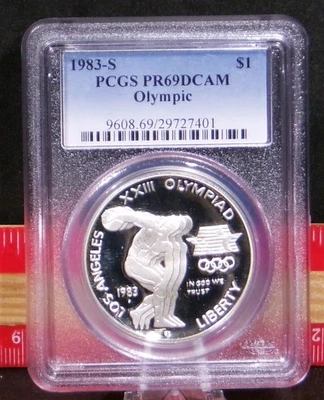 1983-S $1
PCGS PR69DCAM
Olympic
9608.69/29727401
LOS ANGELES XXIII OLYMPIAD
1983
IN GOD WE
TRUST
S
LIBERTY